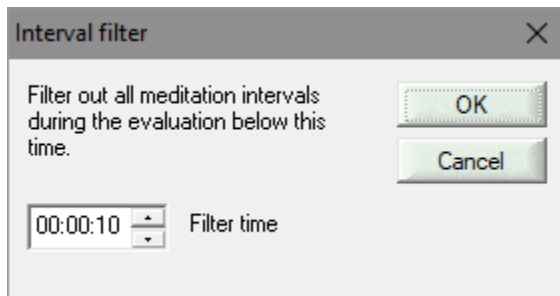 Interval filter
Filter out all meditation intervals
during the evaluation below this
time.
OK
Cancel
00:00:10
Filter time